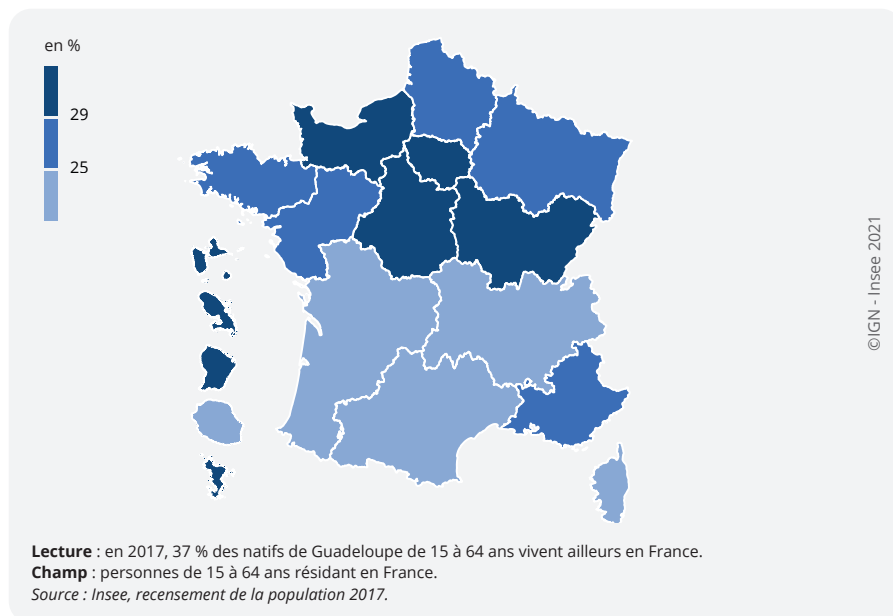 en %
29
25
©IGN - Insee 2021
Lecture : en 2017, 37 % des natifs de Guadeloupe de 15 à 64 ans vivent ailleurs en France.
Champ : personnes de 15 à 64 ans résidant en France.
Source : Insee, recensement de la population 2017.